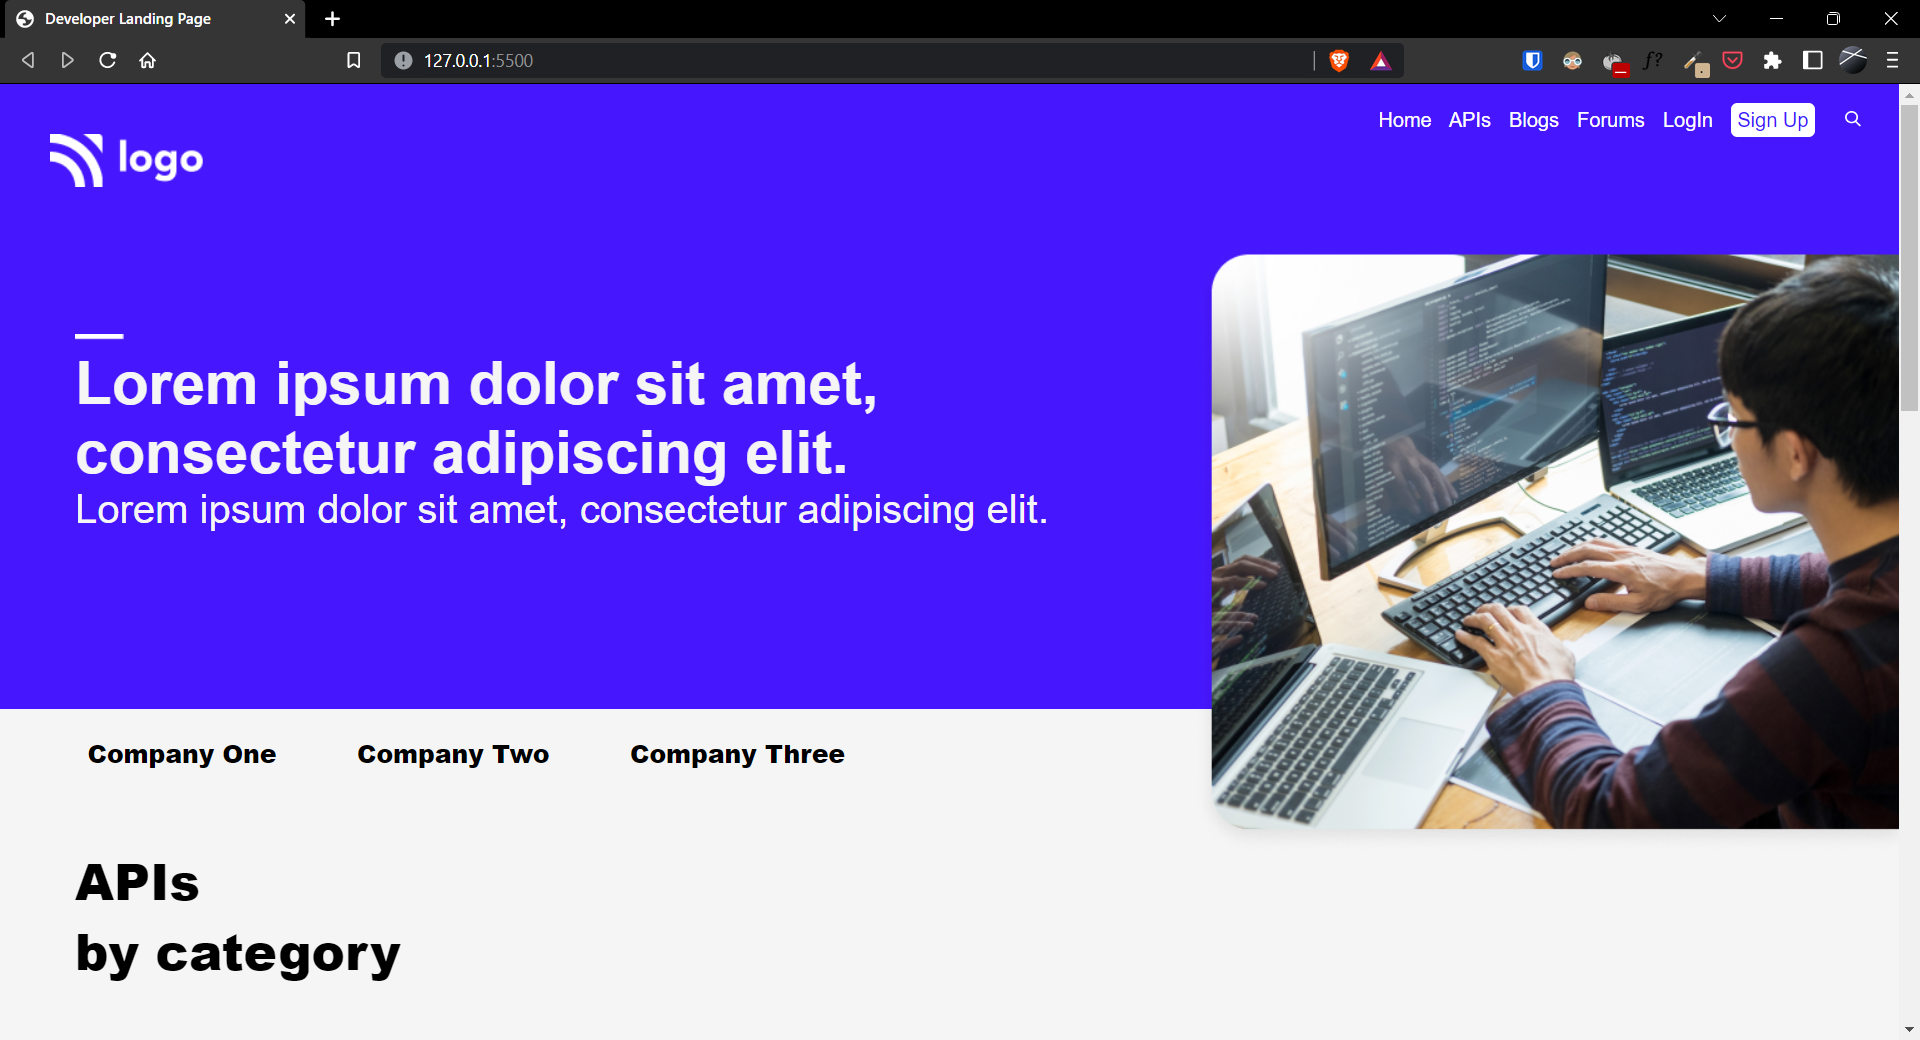 Developer Landing Page
127.0.0.1:5500
f?
Home APIs Blogs Forums LogIn Sign Up
logo
Lorem ipsum dolor sit amet,
consectetur adipiscing elit.
Lorem ipsum dolor sit amet, consectetur adipiscing elit.
Company One Company Two Company Three
APIs
by category